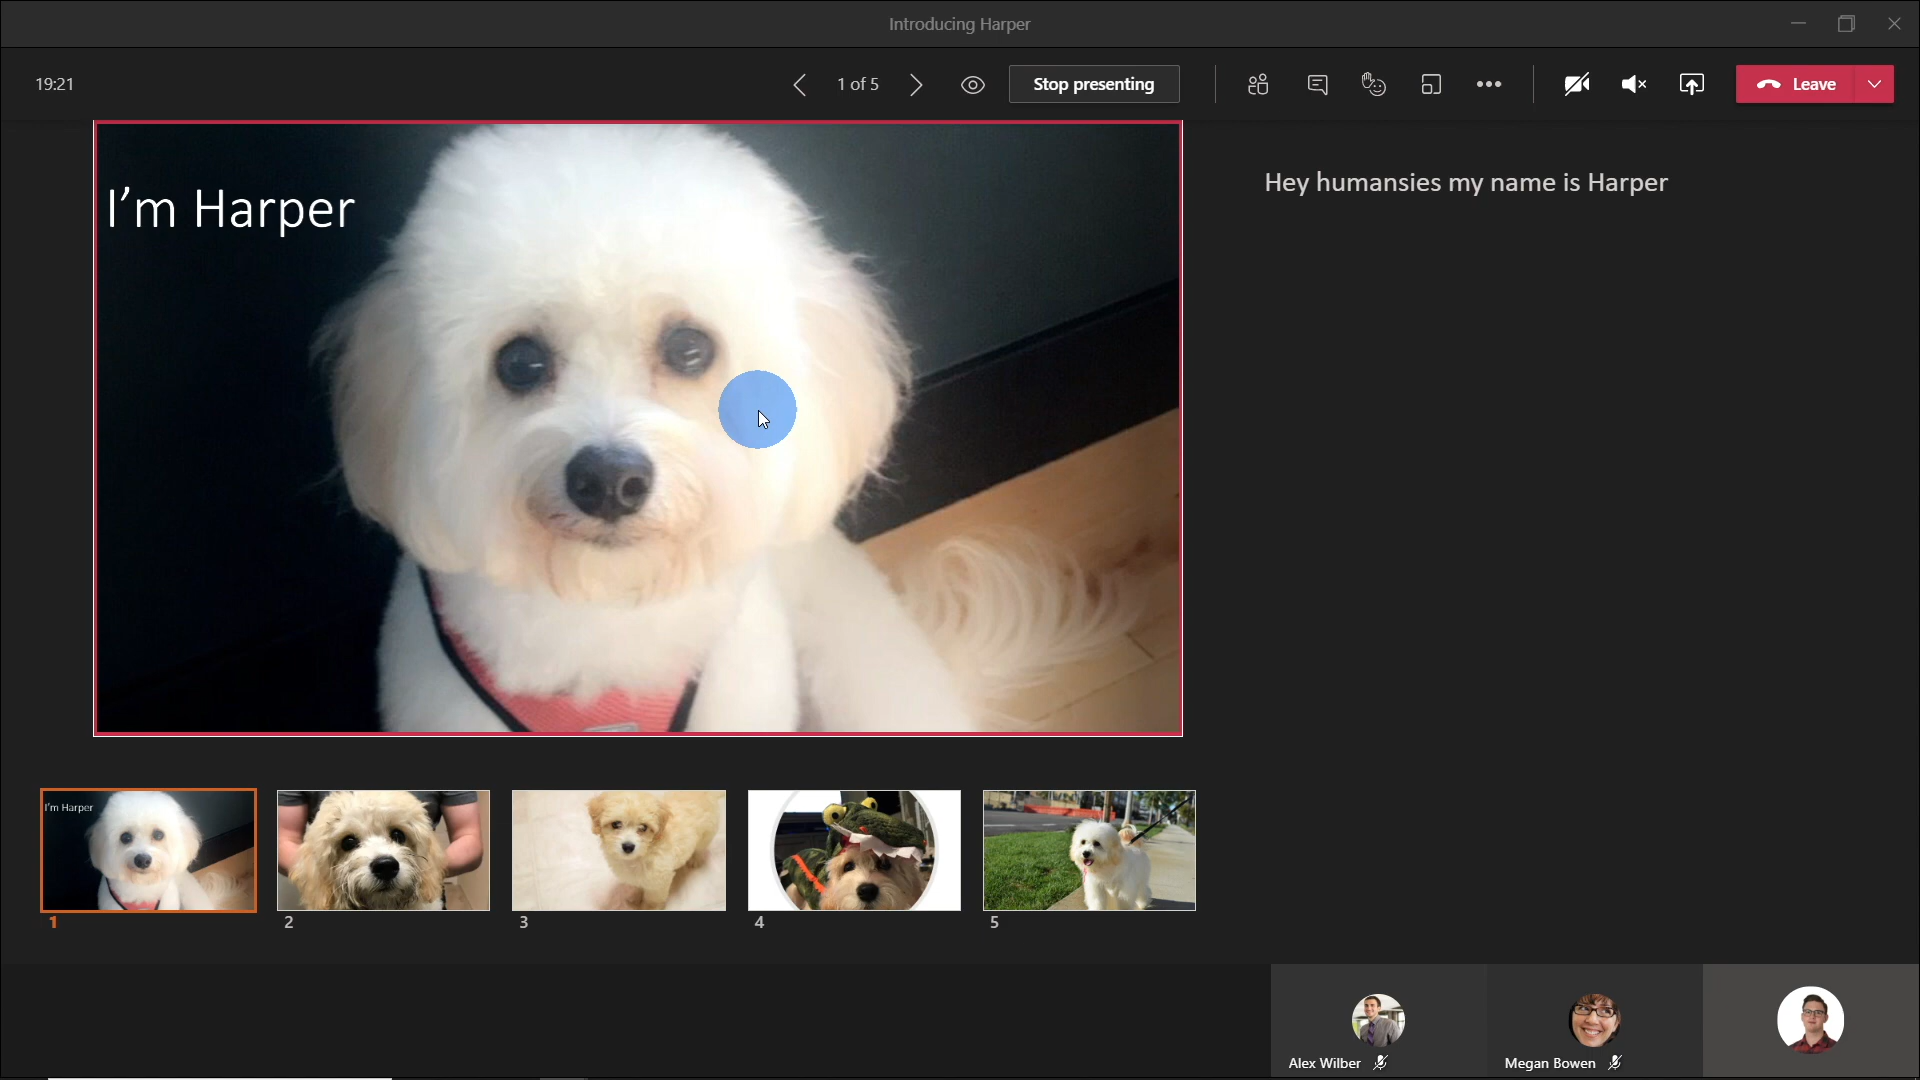 Introducing Harper
19:21
1 of 5
Stop presenting
Leave
I'm Harper
Hey humansies my name is Harper
I'm Harper
1
2
3
4
5
Alex Wilber
Megan Bowen